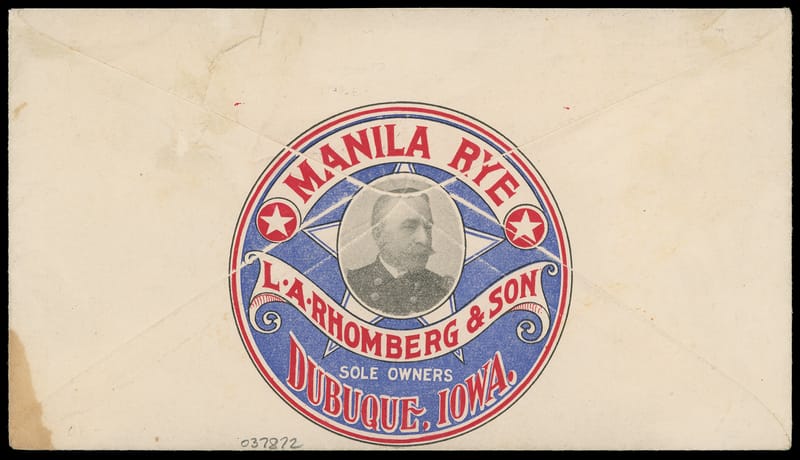 MANILA RYE
L. A. RHOMBERG & SON
SOLE OWNERS
DUBUQUE, IOWA.
037872